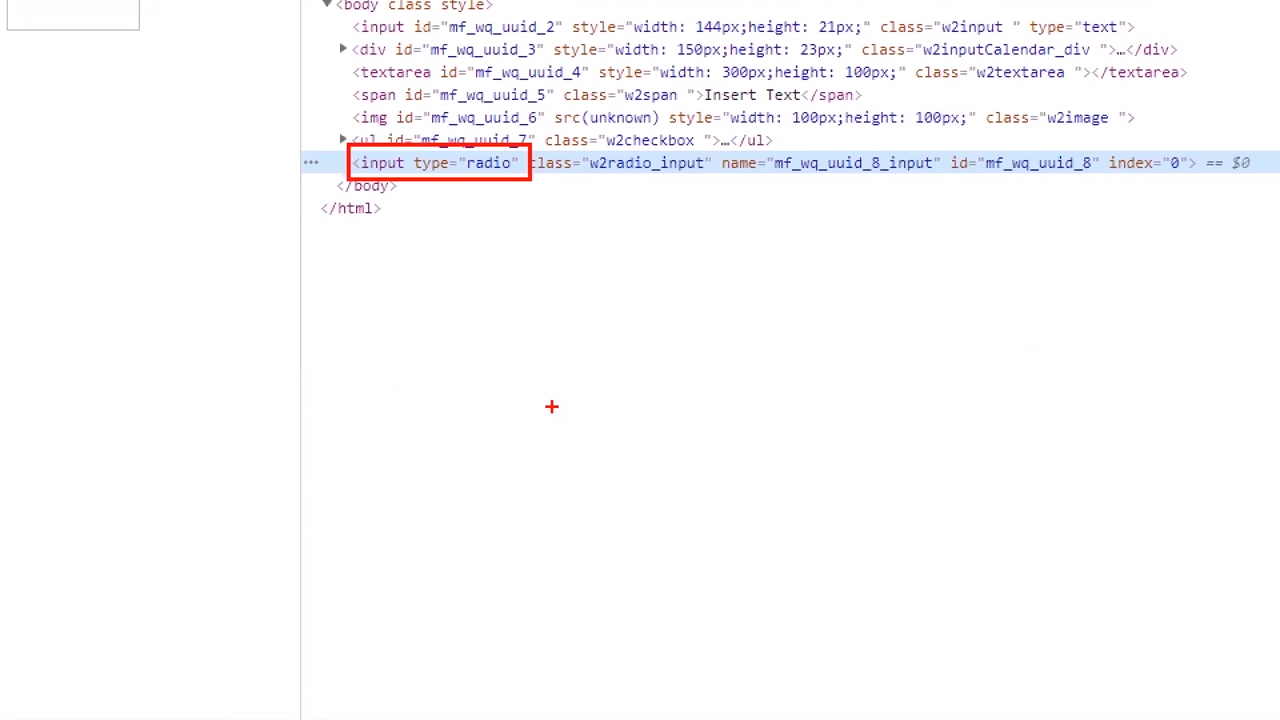 ▼<body class style>
<input id="mf_wq_uuid_2" style="width: 144px;height: 21px;" class="w2input " type="text">
▶<div id="mf_wq_uuid_3" style="width: 150px;height: 23px;" class="w2inputCalendar_div ">…</div>
<textarea id="mf_wq_uuid_4" style="width: 300px;height: 100px;" class="w2textarea "></textarea>
<span id="mf_wq_uuid_5" class="w2span ">Insert Text</span>
<img id="mf_wq_uuid_6" src(unknown) style="width: 100px;height: 100px;" class="w2image ">
▶<ul id="mf_wq_uuid_7" class="w2checkbox ">…</ul>
<input type="radio" class="w2radio_input" name="mf_wq_uuid_8_input" id="mf_wq_uuid_8" index="0"> == $0
</body>
</html>